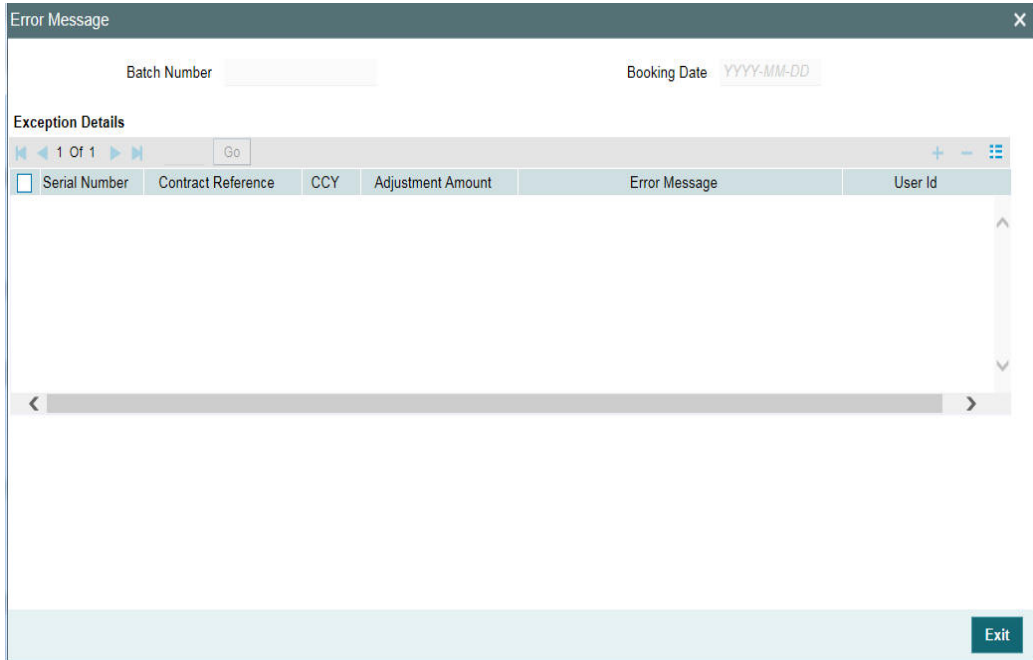 Error Message
Batch Number Booking Date YYYY-MM-DD
Exception Details
1 Of 1 Go
Serial Number Contract Reference CCY Adjustment Amount Error Message User Id
Exit